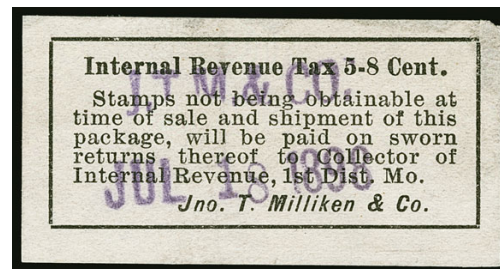 Internal Revenue Tax 5-8 Cent.
J.T.M. & CO.
Stamps not being obtainable at
time of sale and shipment of this
package, will be paid on sworn
returns thereof to Collector of
Internal Revenue, 1st Dist. Mo.
JUL 18 1898
Jno. T. Milliken & Co.